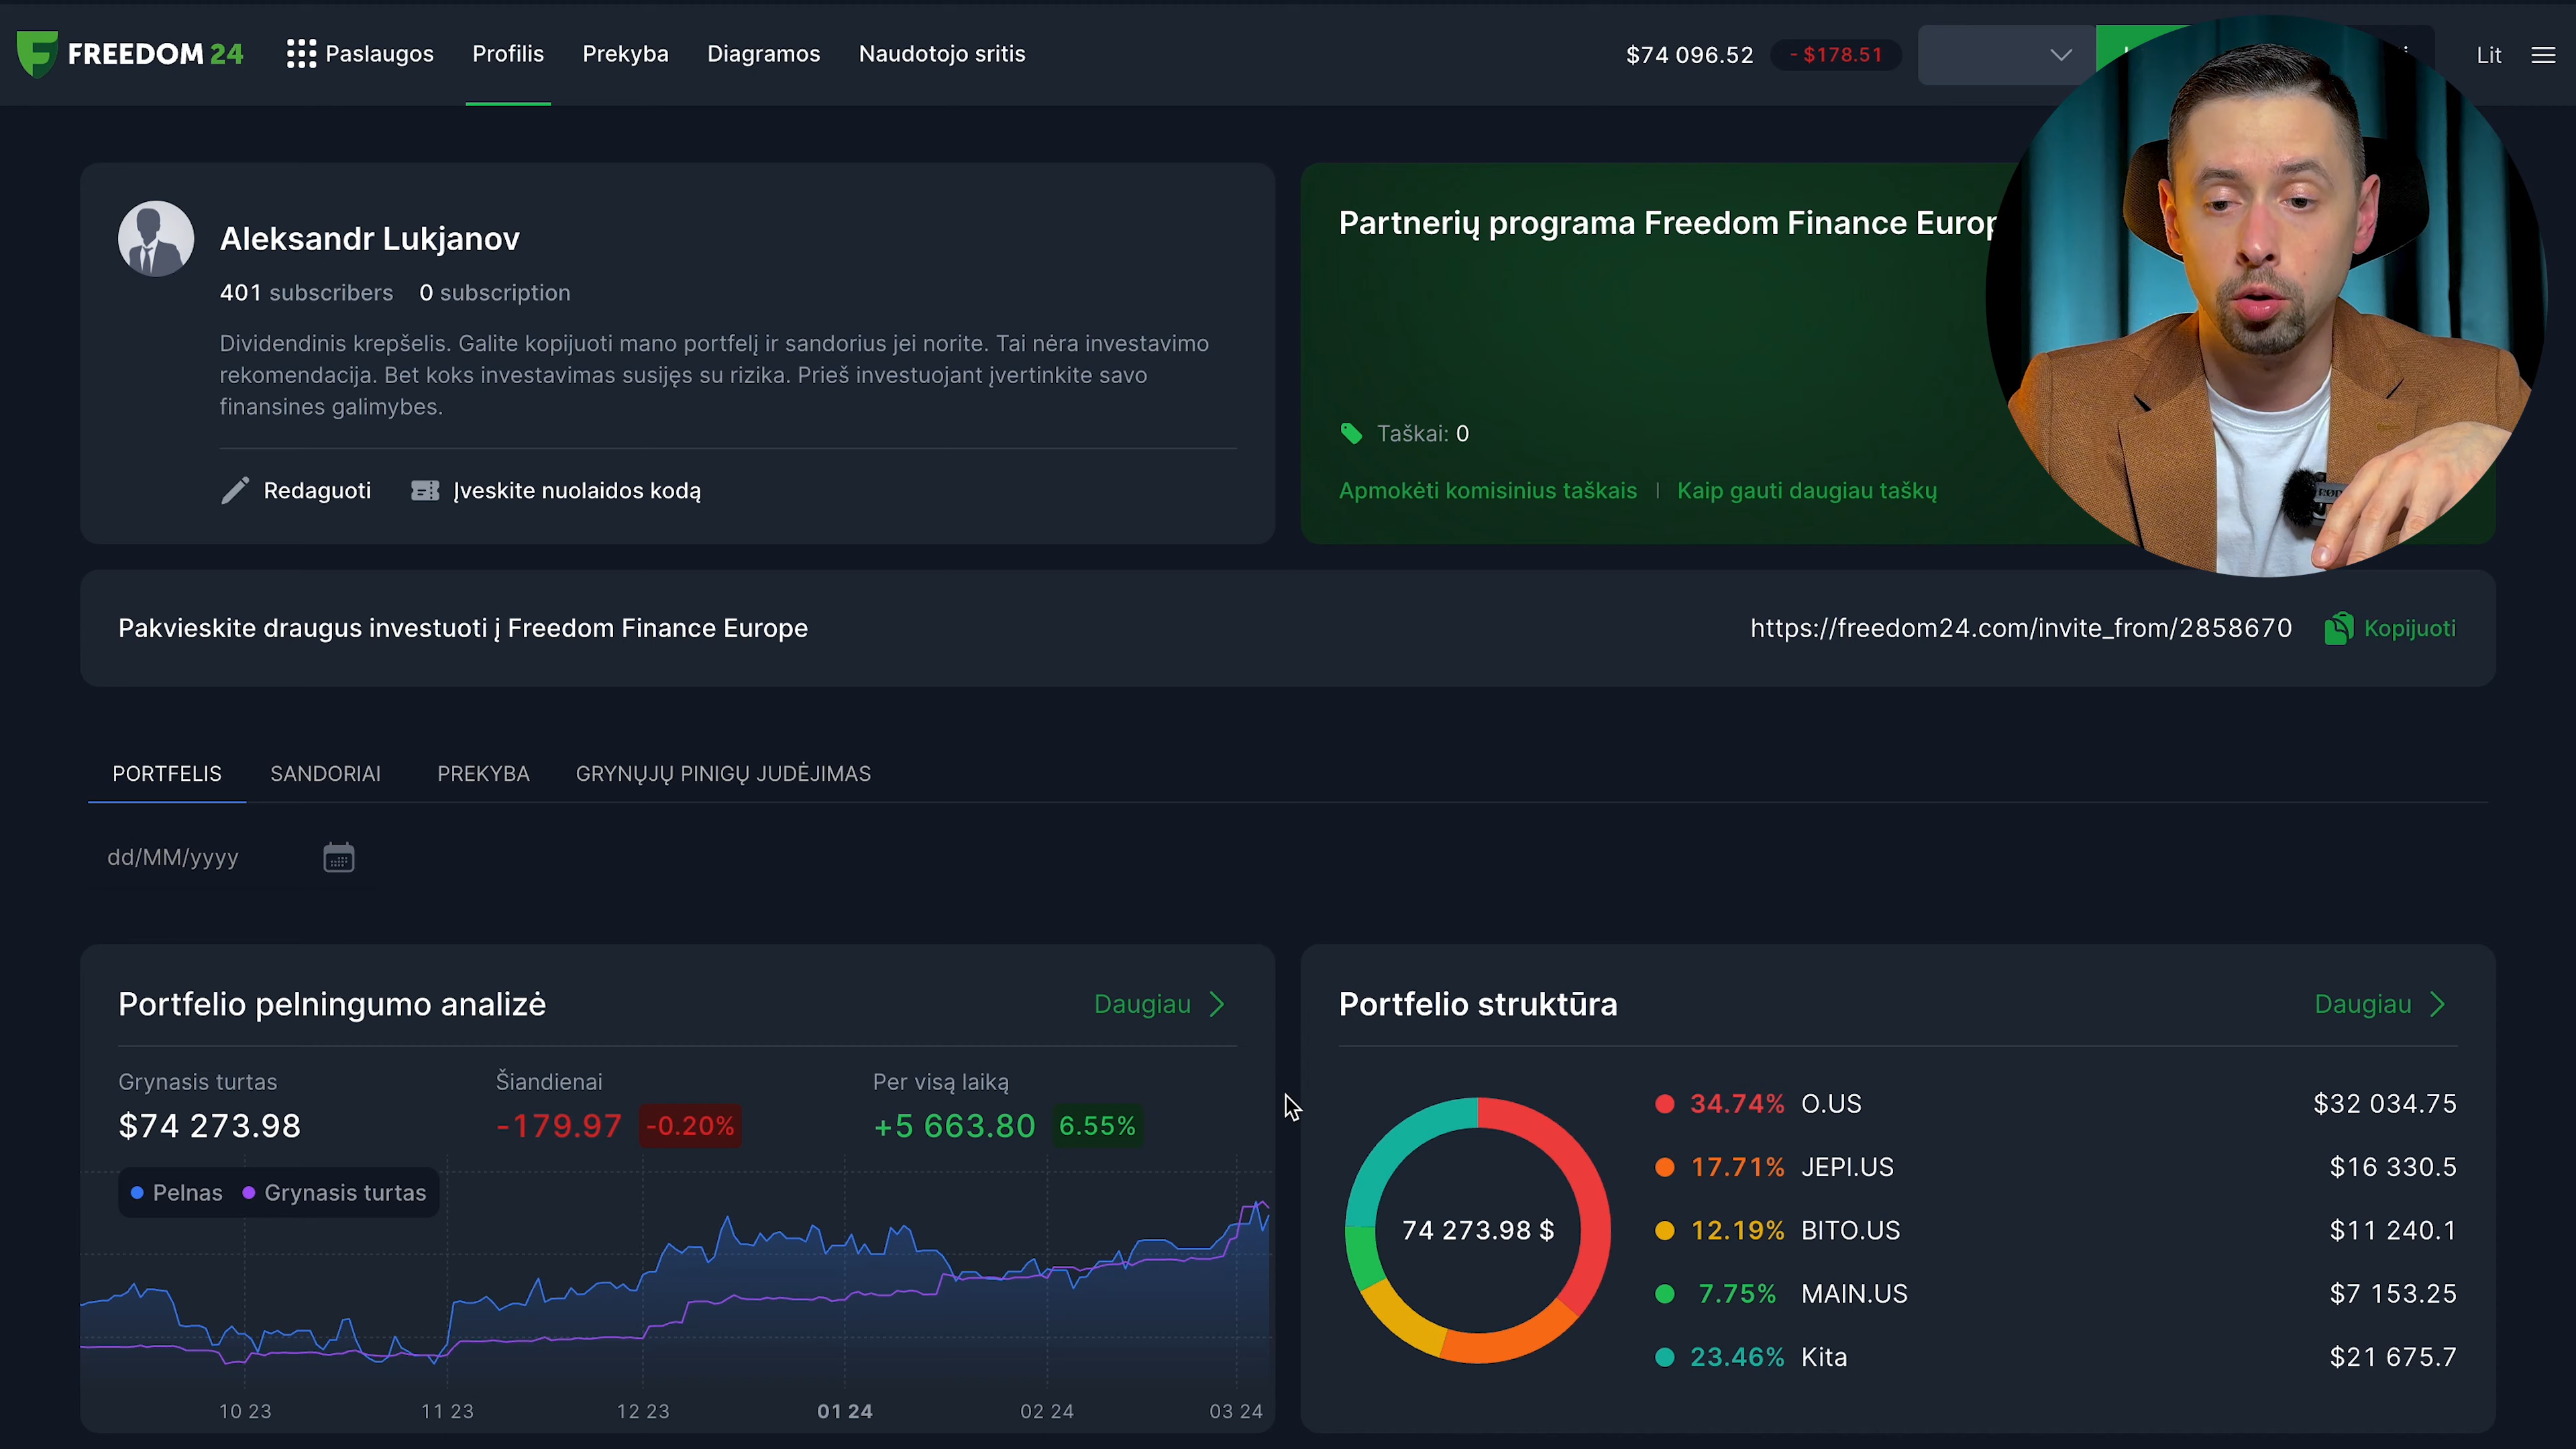 FREEDOM 24
Paslaugos
Profilis
Prekyba
Diagramos
Naudotojo sritis
$74 096.52
- $178.51
Lit
Aleksandr Lukjanov
401 subscribers 0 subscription
Dividendinis krepšelis. Galite kopijuoti mano portfelį ir sandorius jei norite. Tai nėra investavimo
rekomendacija. Bet koks investavimas susijęs su rizika. Prieš investuojant įvertinkite savo
finansines galimybes.
Redaguoti
Įveskite nuolaidos kodą
Partnerių programa Freedom Finance Europ
Taškai: 0
Apmokėti komisinius taškais | Kaip gauti daugiau taškų
Pakvieskite draugus investuoti į Freedom Finance Europe
https://freedom24.com/invite_from/2858670
Kopijuoti
PORTFELIS
SANDORIAI
PREKYBA
GRYNŲJŲ PINIGŲ JUDĖJIMAS
dd/MM/yyyy
Portfelio pelningumo analizė
Daugiau
Grynasis turtas
$74 273.98
Šiandienai
-179.97 -0.20%
Per visą laiką
+5 663.80 6.55%
Pelnas
Grynasis turtas
10 23
11 23
12 23
01 24
02 24
03 24
Portfelio struktūra
Daugiau
74 273.98 $
34.74% O.US $32 034.75
17.71% JEPI.US $16 330.5
12.19% BITO.US $11 240.1
7.75% MAIN.US $7 153.25
23.46% Kita $21 675.7